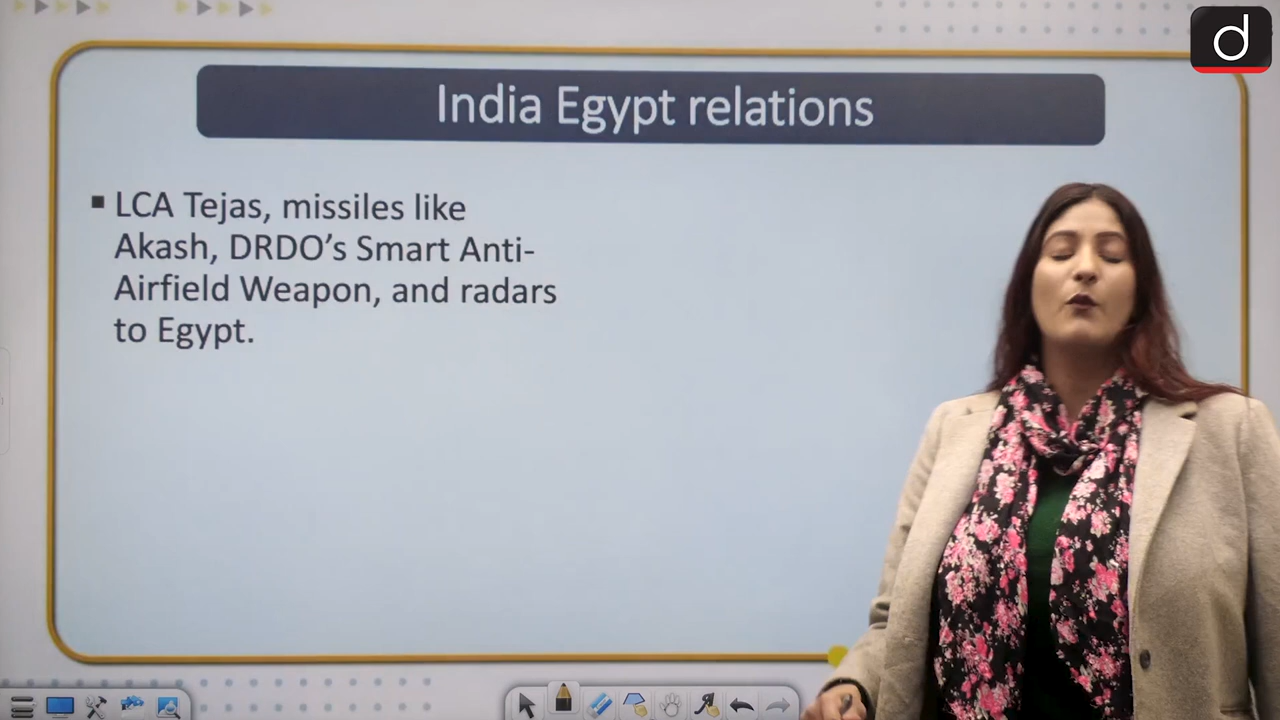 d
India Egypt relations
▪ LCA Tejas, missiles like
Akash, DRDO’s Smart Anti-
Airfield Weapon, and radars
to Egypt.